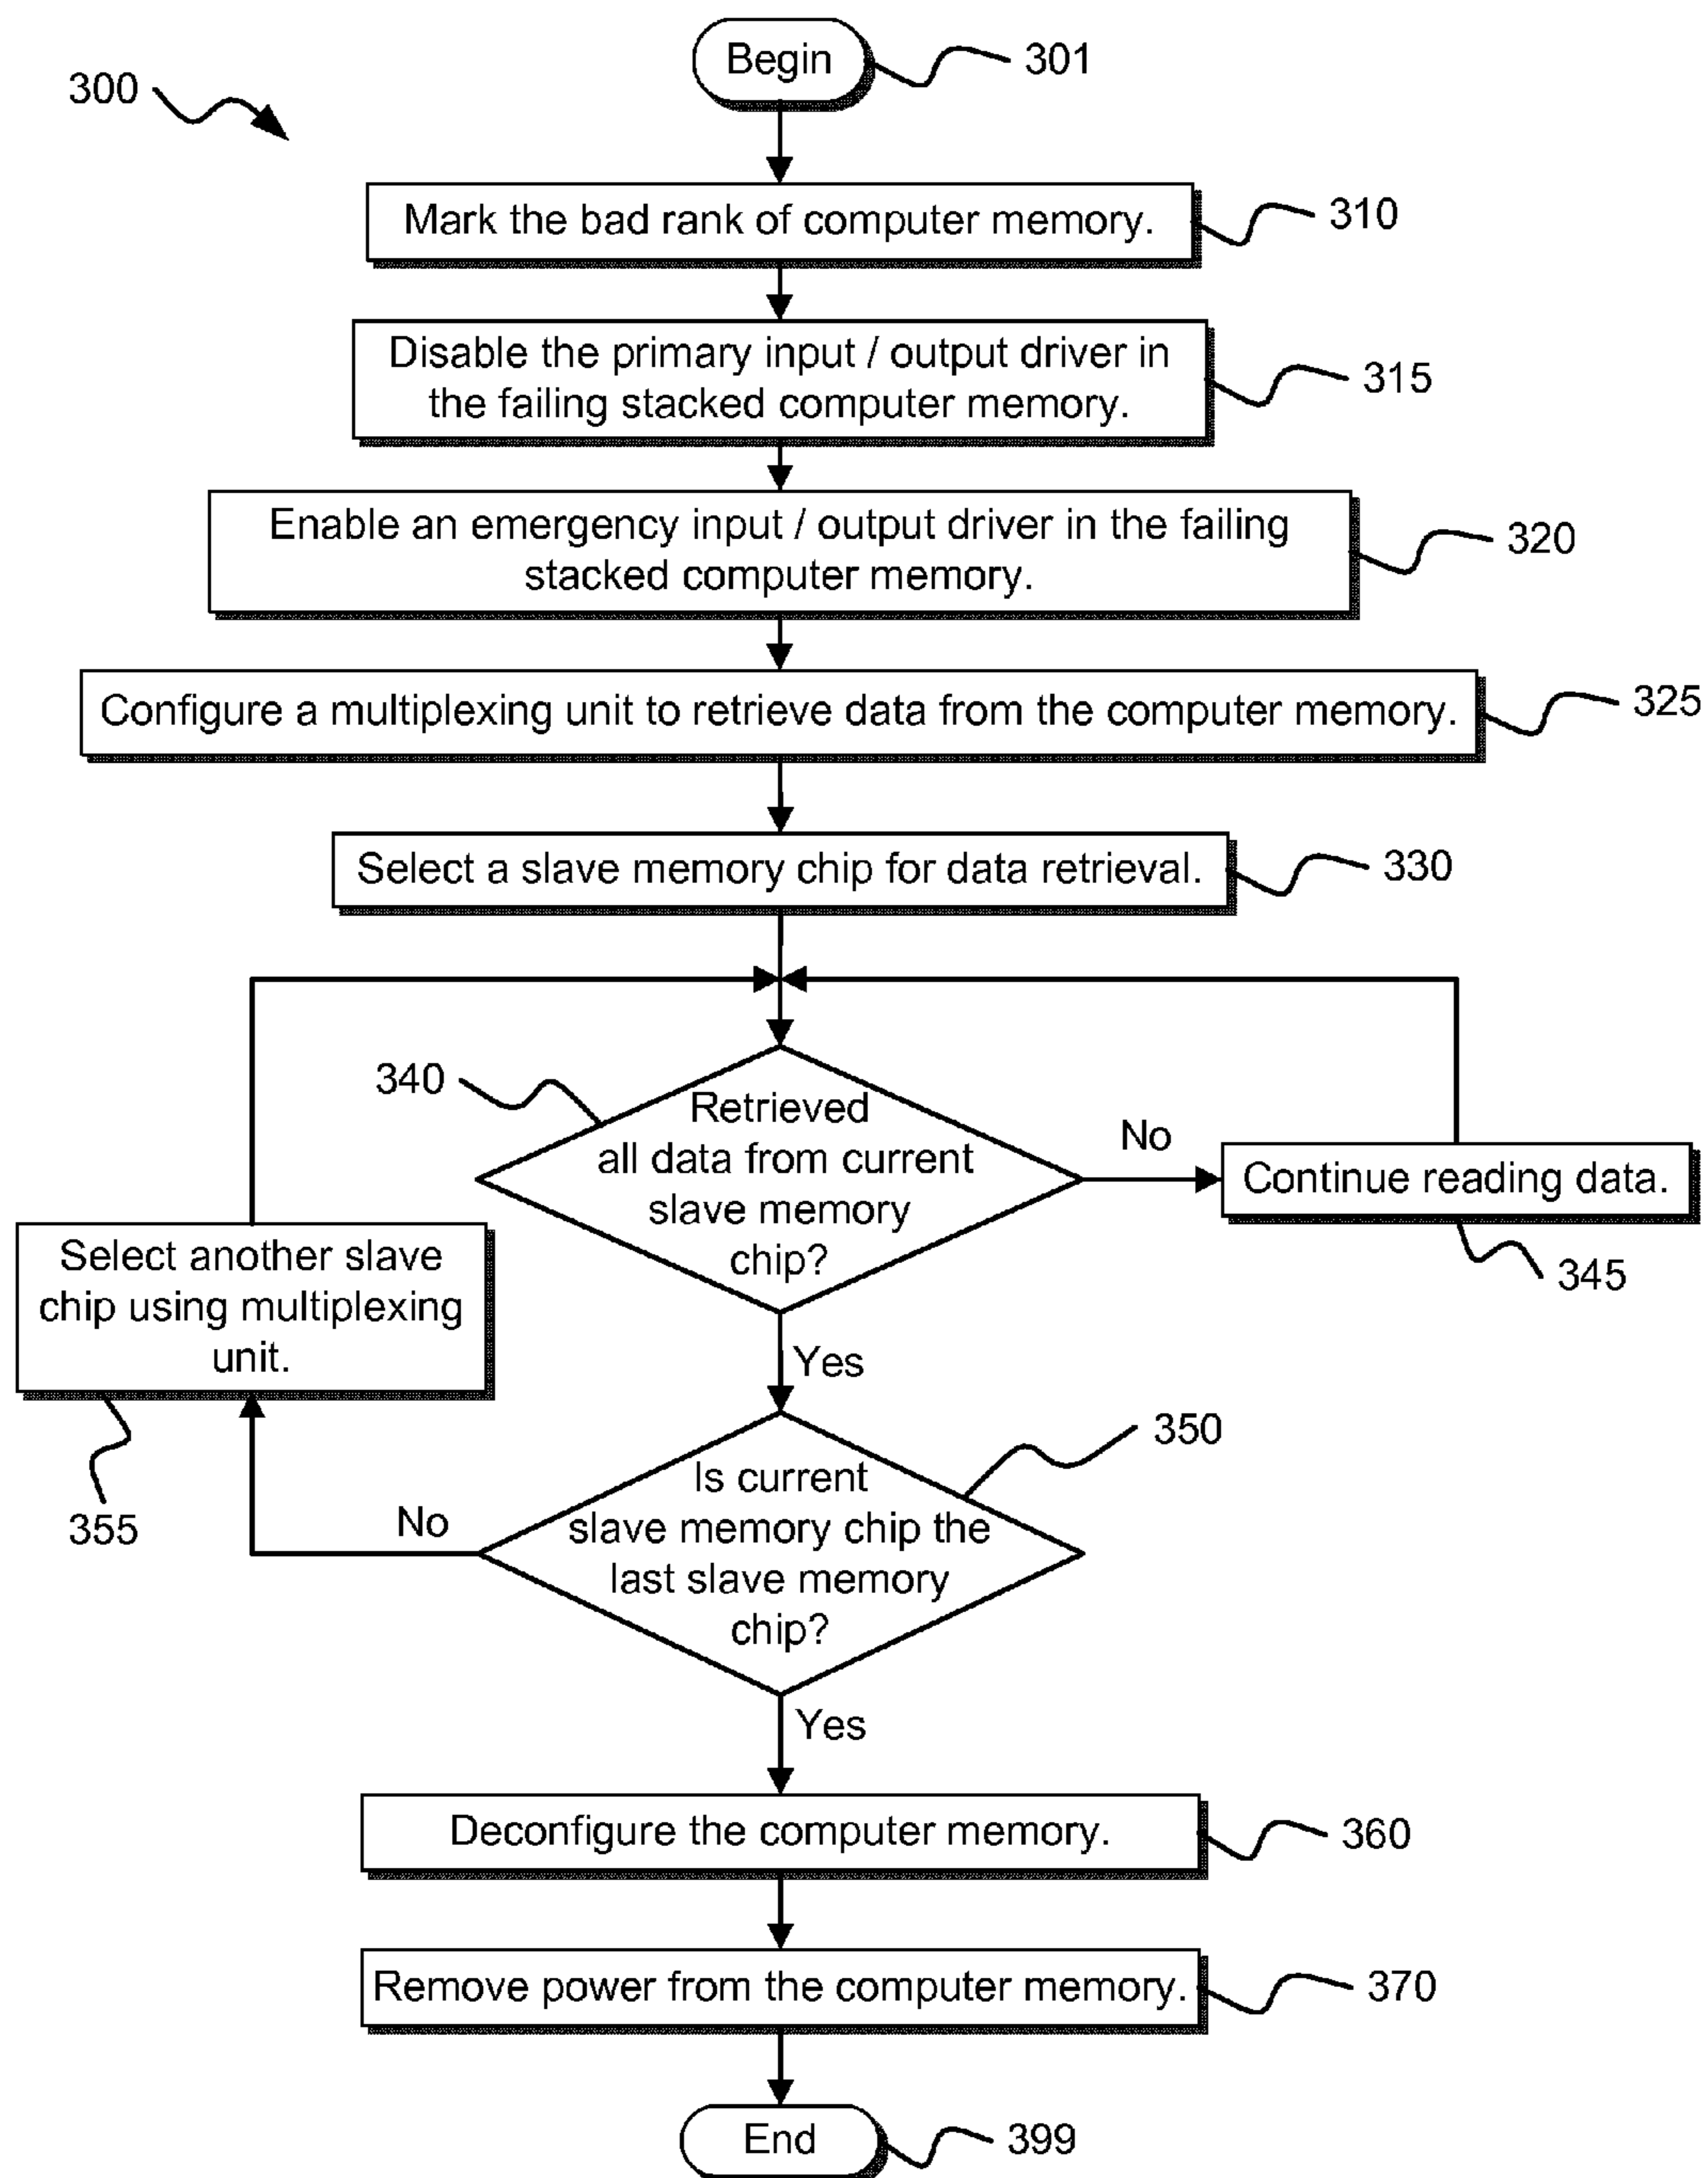 Begin
301
300
Mark the bad rank of computer memory.
310
Disable the primary input / output driver in
the failing stacked computer memory.
315
Enable an emergency input / output driver in the failing
stacked computer memory.
320
Configure a multiplexing unit to retrieve data from the computer memory.
325
Select a slave memory chip for data retrieval.
330
340
Retrieved
all data from current
slave memory
chip?
No
Continue reading data.
345
Select another slave
chip using multiplexing
unit.
355
Yes
350
Is current
slave memory chip the
last slave memory
chip?
No
Yes
Deconfigure the computer memory.
360
Remove power from the computer memory.
370
End
399